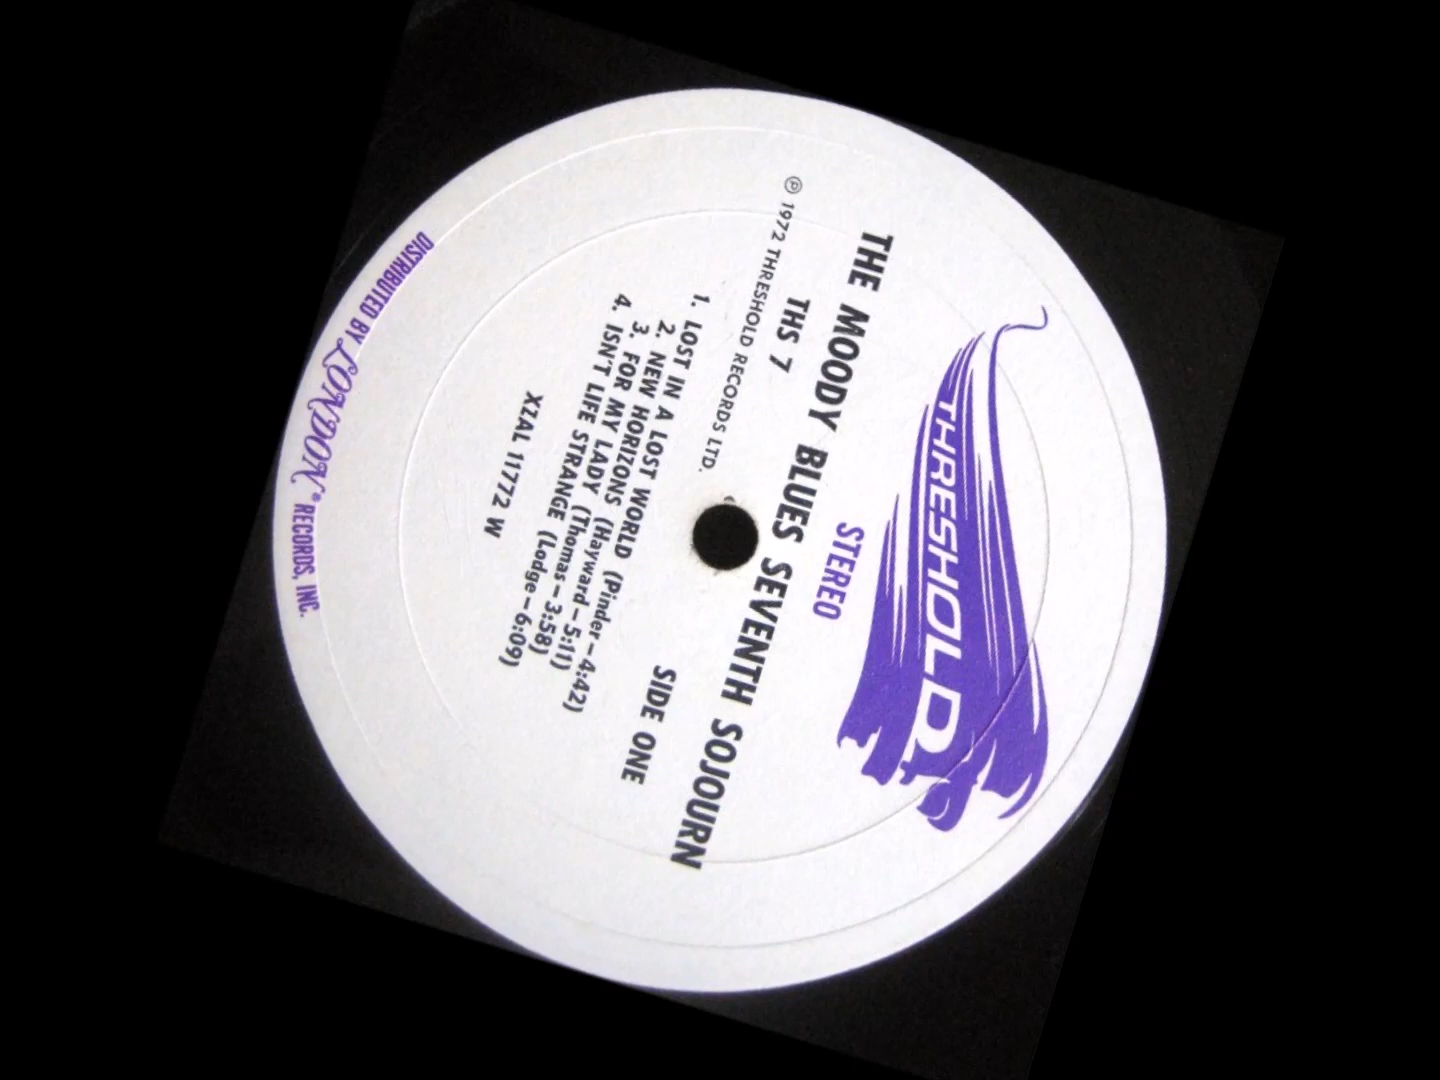 THRESHOLD
STEREO
THE MOODY BLUES SEVENTH SOJOURN
THS 7
SIDE ONE
℗ 1972 THRESHOLD RECORDS LTD.
1. LOST IN A LOST WORLD (Pinder – 4:42)
2. NEW HORIZONS (Hayward – 5:11)
3. FOR MY LADY (Thomas – 3:58)
4. ISN'T LIFE STRANGE (Lodge – 6:09)
XZAL 11772 W
DISTRIBUTED BY LONDON® RECORDS, INC.